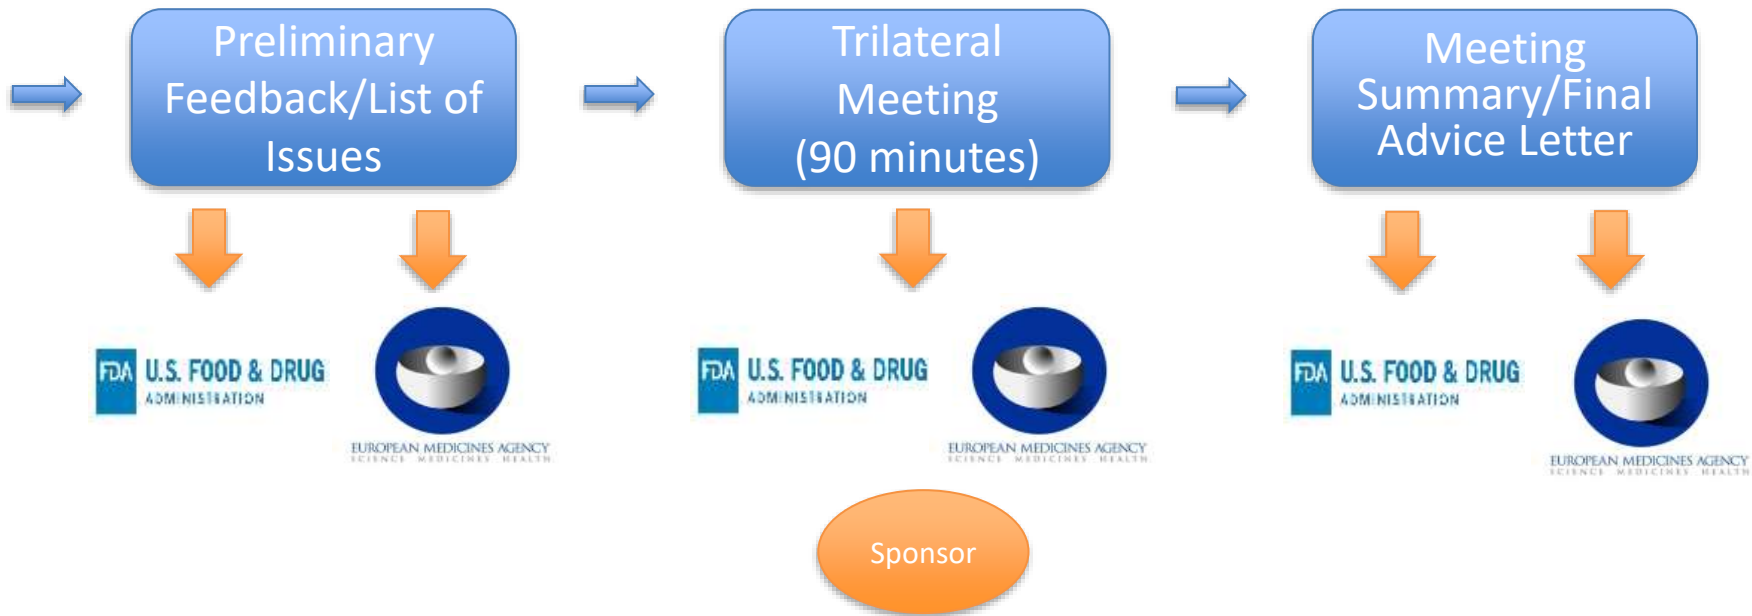 Preliminary
Feedback/List of
Issues
Trilateral
Meeting
(90 minutes)
Meeting
Summary/Final
Advice Letter
FDA U.S. FOOD & DRUG
ADMINISTRATION
EUROPEAN MEDICINES AGENCY
SCIENCE MEDICINES HEALTH
FDA U.S. FOOD & DRUG
ADMINISTRATION
EUROPEAN MEDICINES AGENCY
SCIENCE MEDICINES HEALTH
FDA U.S. FOOD & DRUG
ADMINISTRATION
EUROPEAN MEDICINES AGENCY
SCIENCE MEDICINES HEALTH
Sponsor